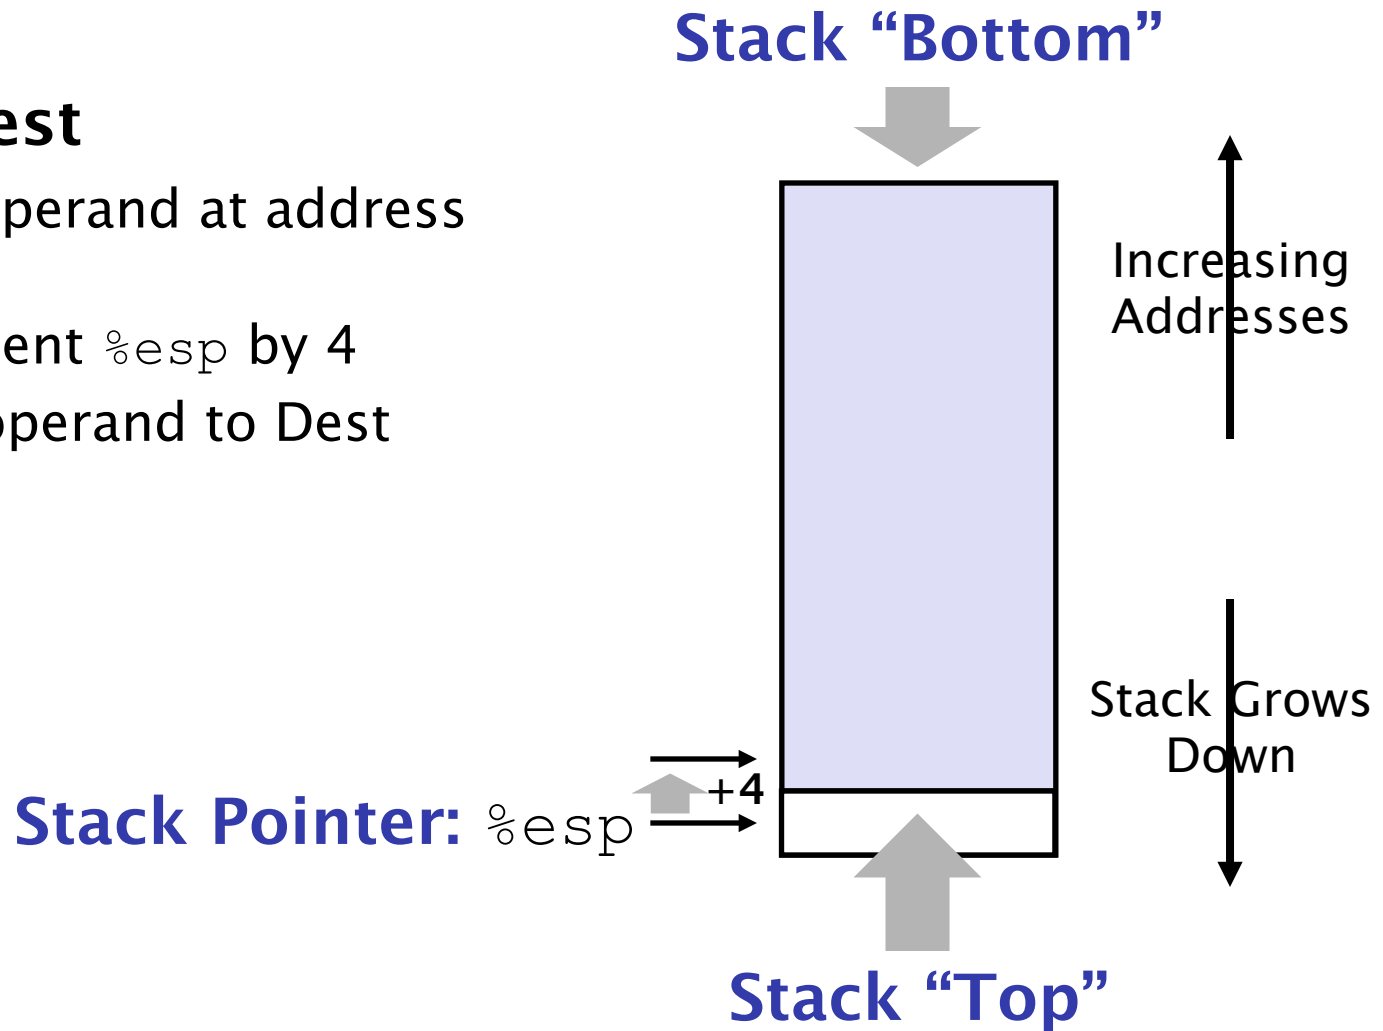 Stack “Bottom”
est
perand at address
ent %esp by 4
operand to Dest
Increasing
Addresses
Stack Grows
Down
+4
Stack Pointer: %esp
Stack “Top”